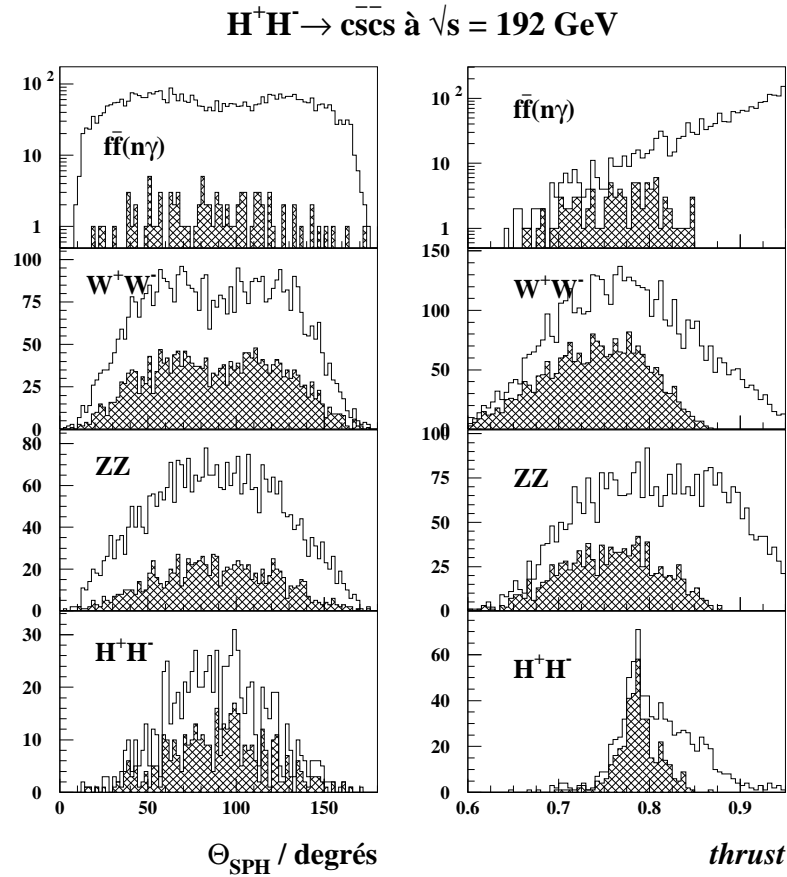 H⁺H⁻ → c̅s̅c̅s à √s = 192 GeV
10²
10
1
ff̅(nγ)
10²
10
1
ff̅(nγ)
100
75
50
25
0
W⁺W⁻
150
100
50
0
W⁺W⁻
80
60
40
20
0
ZZ
100
75
50
25
0
ZZ
30
20
10
0
H⁺H⁻
60
40
20
0
H⁺H⁻
0 50 100 150
0.6 0.7 0.8 0.9
Θ_SPH / degrés
thrust